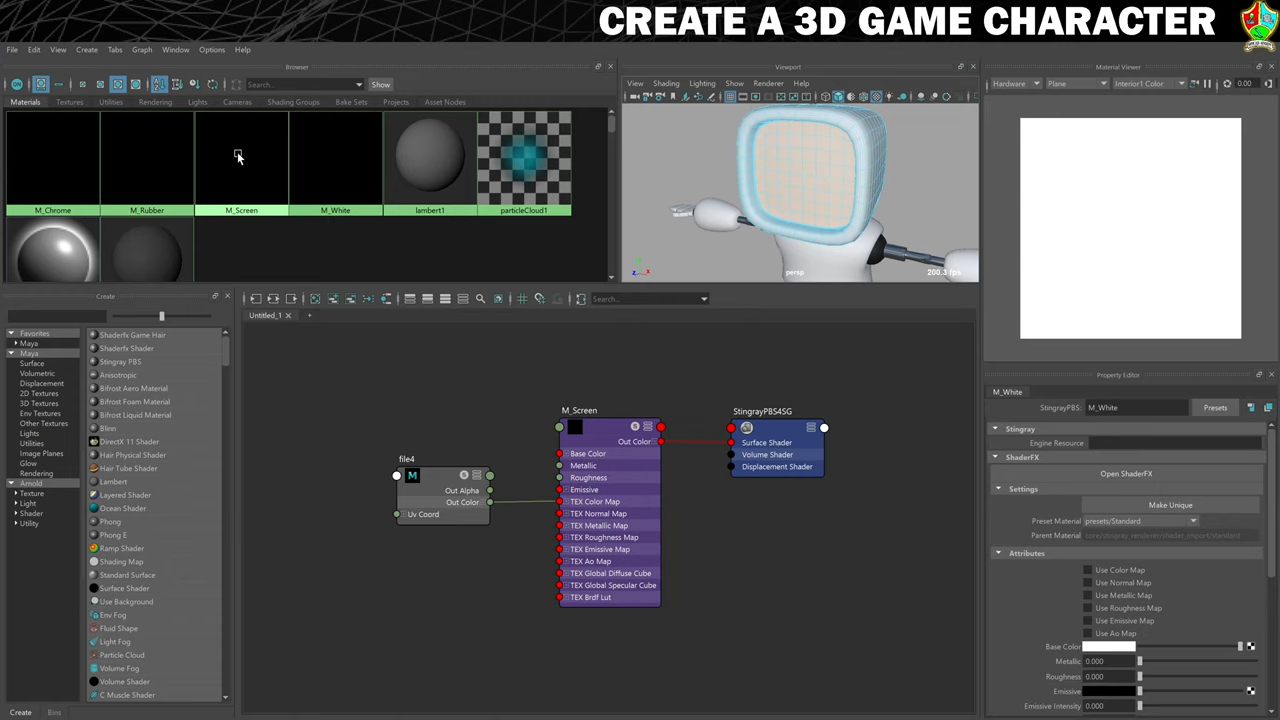 CREATE A 3D GAME CHARACTER
File Edit View Create Tabs Graph Window Options Help
Browser
Search...
Show
Materials Textures Utilities Rendering Lights Cameras Shading Groups Bake Sets Projects Asset Nodes
M_Chrome M_Rubber M_Screen M_White lambert1 particleCloud1
Viewport
View Shading Lighting Show Renderer Panels Help
persp
200.3 fps
z x
Material Viewer
Hardware Plane Interior1 Color 0.00
Create
Favorites
Maya
Maya
Surface
Volumetric
Displacement
2D Textures
3D Textures
Env Textures
Other Textures
Lights
Utilities
Image Planes
Glow
Rendering
Arnold
Texture
Light
Shader
Utility
Shaderfx Game Hair
Shaderfx Shader
Stingray PBS
Anisotropic
Bifrost Aero Material
Bifrost Foam Material
Bifrost Liquid Material
Blinn
DirectX 11 Shader
Hair Physical Shader
Hair Tube Shader
Lambert
Layered Shader
Ocean Shader
Phong
Phong E
Ramp Shader
Shading Map
Standard Surface
Surface Shader
Use Background
Env Fog
Fluid Shape
Light Fog
Particle Cloud
Volume Fog
Volume Shader
C Muscle Shader
Create Bins
Search...
Untitled_1
+
file4
M
Out Alpha
Out Color
Uv Coord
M_Screen
S
Out Color
Base Color
Metallic
Roughness
Emissive
TEX Color Map
TEX Normal Map
TEX Metallic Map
TEX Roughness Map
TEX Emissive Map
TEX Ao Map
TEX Global Diffuse Cube
TEX Global Specular Cube
TEX Brdf Lut
StingrayPBS4SG
Surface Shader
Volume Shader
Displacement Shader
Property Editor
M_White
StingrayPBS: M_White Presets
Stingray
Engine Resource
ShaderFX
Open ShaderFX
Settings
Make Unique
Preset Material presets/Standard
Parent Material core/stingray_renderer/shader_import/standard
Attributes
Use Color Map
Use Normal Map
Use Metallic Map
Use Roughness Map
Use Emissive Map
Use Ao Map
Base Color
Metallic 0.000
Roughness 0.000
Emissive
Emissive Intensity 0.000